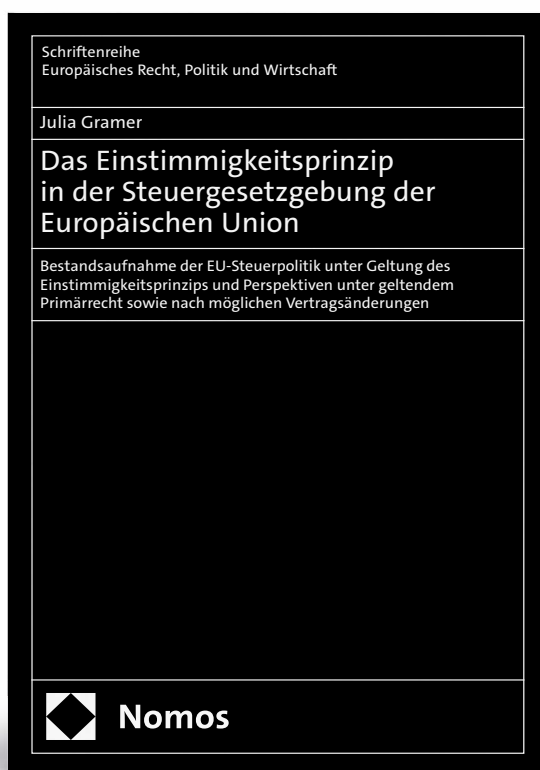 Schriftenreihe
Europäisches Recht, Politik und Wirtschaft
Julia Gramer
Das Einstimmigkeitsprinzip
in der Steuergesetzgebung der
Europäischen Union
Bestandsaufnahme der EU-Steuerpolitik unter Geltung des
Einstimmigkeitsprinzips und Perspektiven unter geltendem
Primärrecht sowie nach möglichen Vertragsänderungen
Nomos